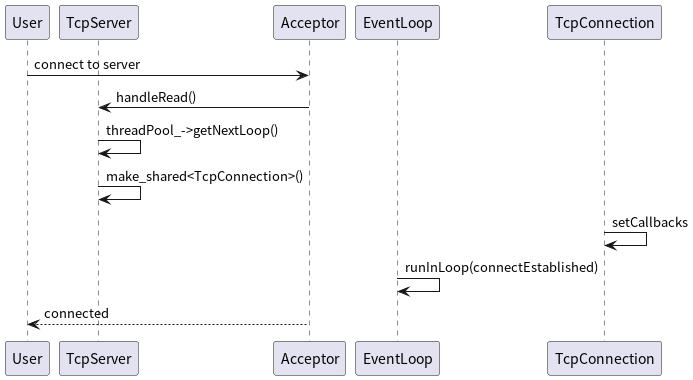 User TcpServer Acceptor EventLoop TcpConnection
connect to server
handleRead()
threadPool_->getNextLoop()
make_shared<TcpConnection>()
setCallbacks
runInLoop(connectEstablished)
connected
User TcpServer Acceptor EventLoop TcpConnection